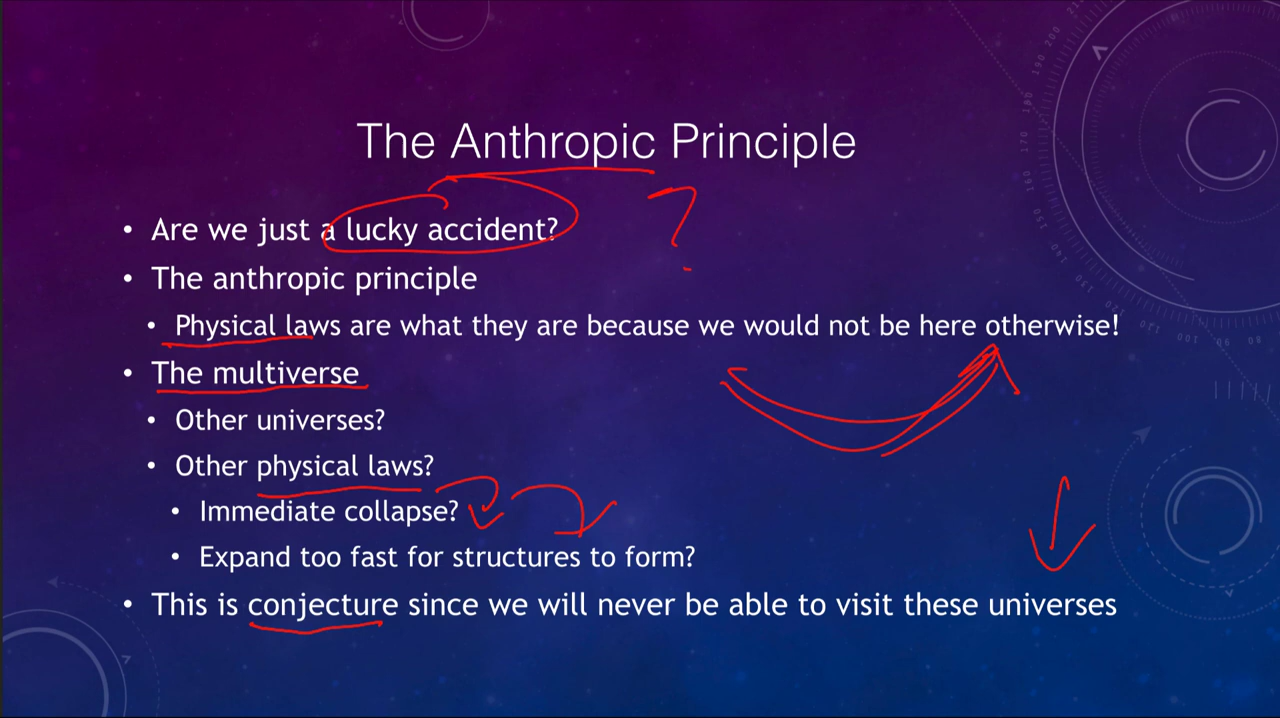 The Anthropic Principle
• Are we just a lucky accident?
?
• The anthropic principle
• Physical laws are what they are because we would not be here otherwise!
• The multiverse
• Other universes?
• Other physical laws?
• Immediate collapse?
• Expand too fast for structures to form?
• This is conjecture since we will never be able to visit these universes